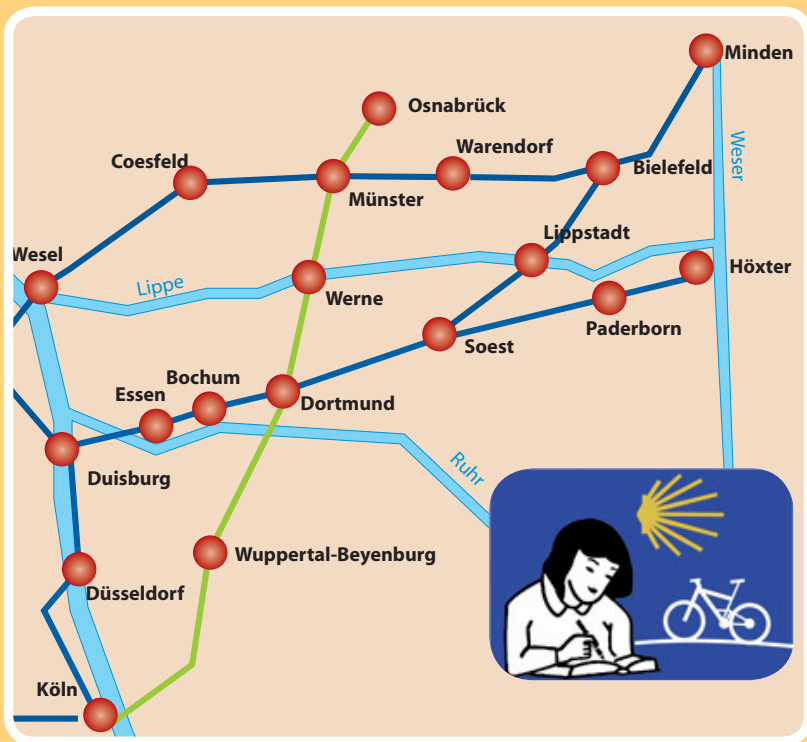 Minden
Osnabrück
Warendorf
Coesfeld
Bielefeld
Weser
Münster
Lippstadt
Wesel
Höxter
Lippe
Werne
Paderborn
Soest
Bochum
Essen
Dortmund
Ruhr
Duisburg
Wuppertal-Beyenburg
Düsseldorf
Köln